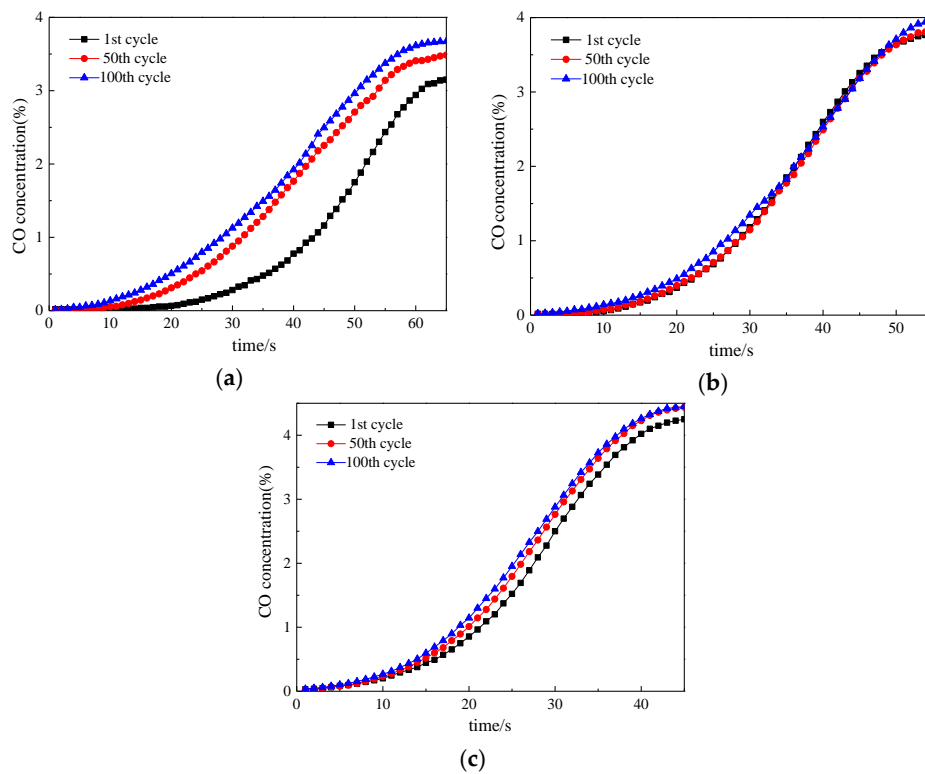 4
3
2
1
0
CO concentration(%)
1st cycle
50th cycle
100th cycle
0 10 20 30 40 50 60
time/s
(a)
4
3
2
1
0
CO concentration(%)
1st cycle
50th cycle
100th cycle
0 10 20 30 40 50
time/s
(b)
4
3
2
1
0
CO concentration(%)
1st cycle
50th cycle
100th cycle
0 10 20 30 40
time/s
(c)